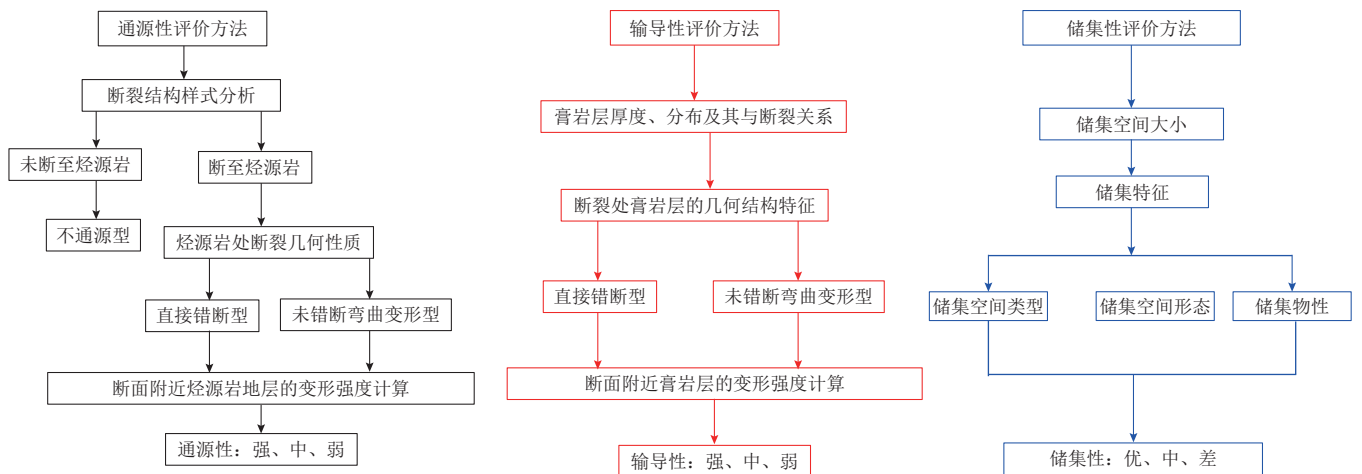 通源性评价方法
断裂结构样式分析
未断至烃源岩
断至烃源岩
不通源型
烃源岩处断裂几何性质
直接错断型
未错断弯曲变形型
断面附近烃源岩地层的变形强度计算
通源性：强、中、弱
输导性评价方法
膏岩层厚度、分布及其与断裂关系
断裂处膏岩层的几何结构特征
直接错断型
未错断弯曲变形型
断面附近膏岩层的变形强度计算
输导性：强、中、弱
储集性评价方法
储集空间大小
储集特征
储集空间类型
储集空间形态
储集物性
储集性：优、中、差